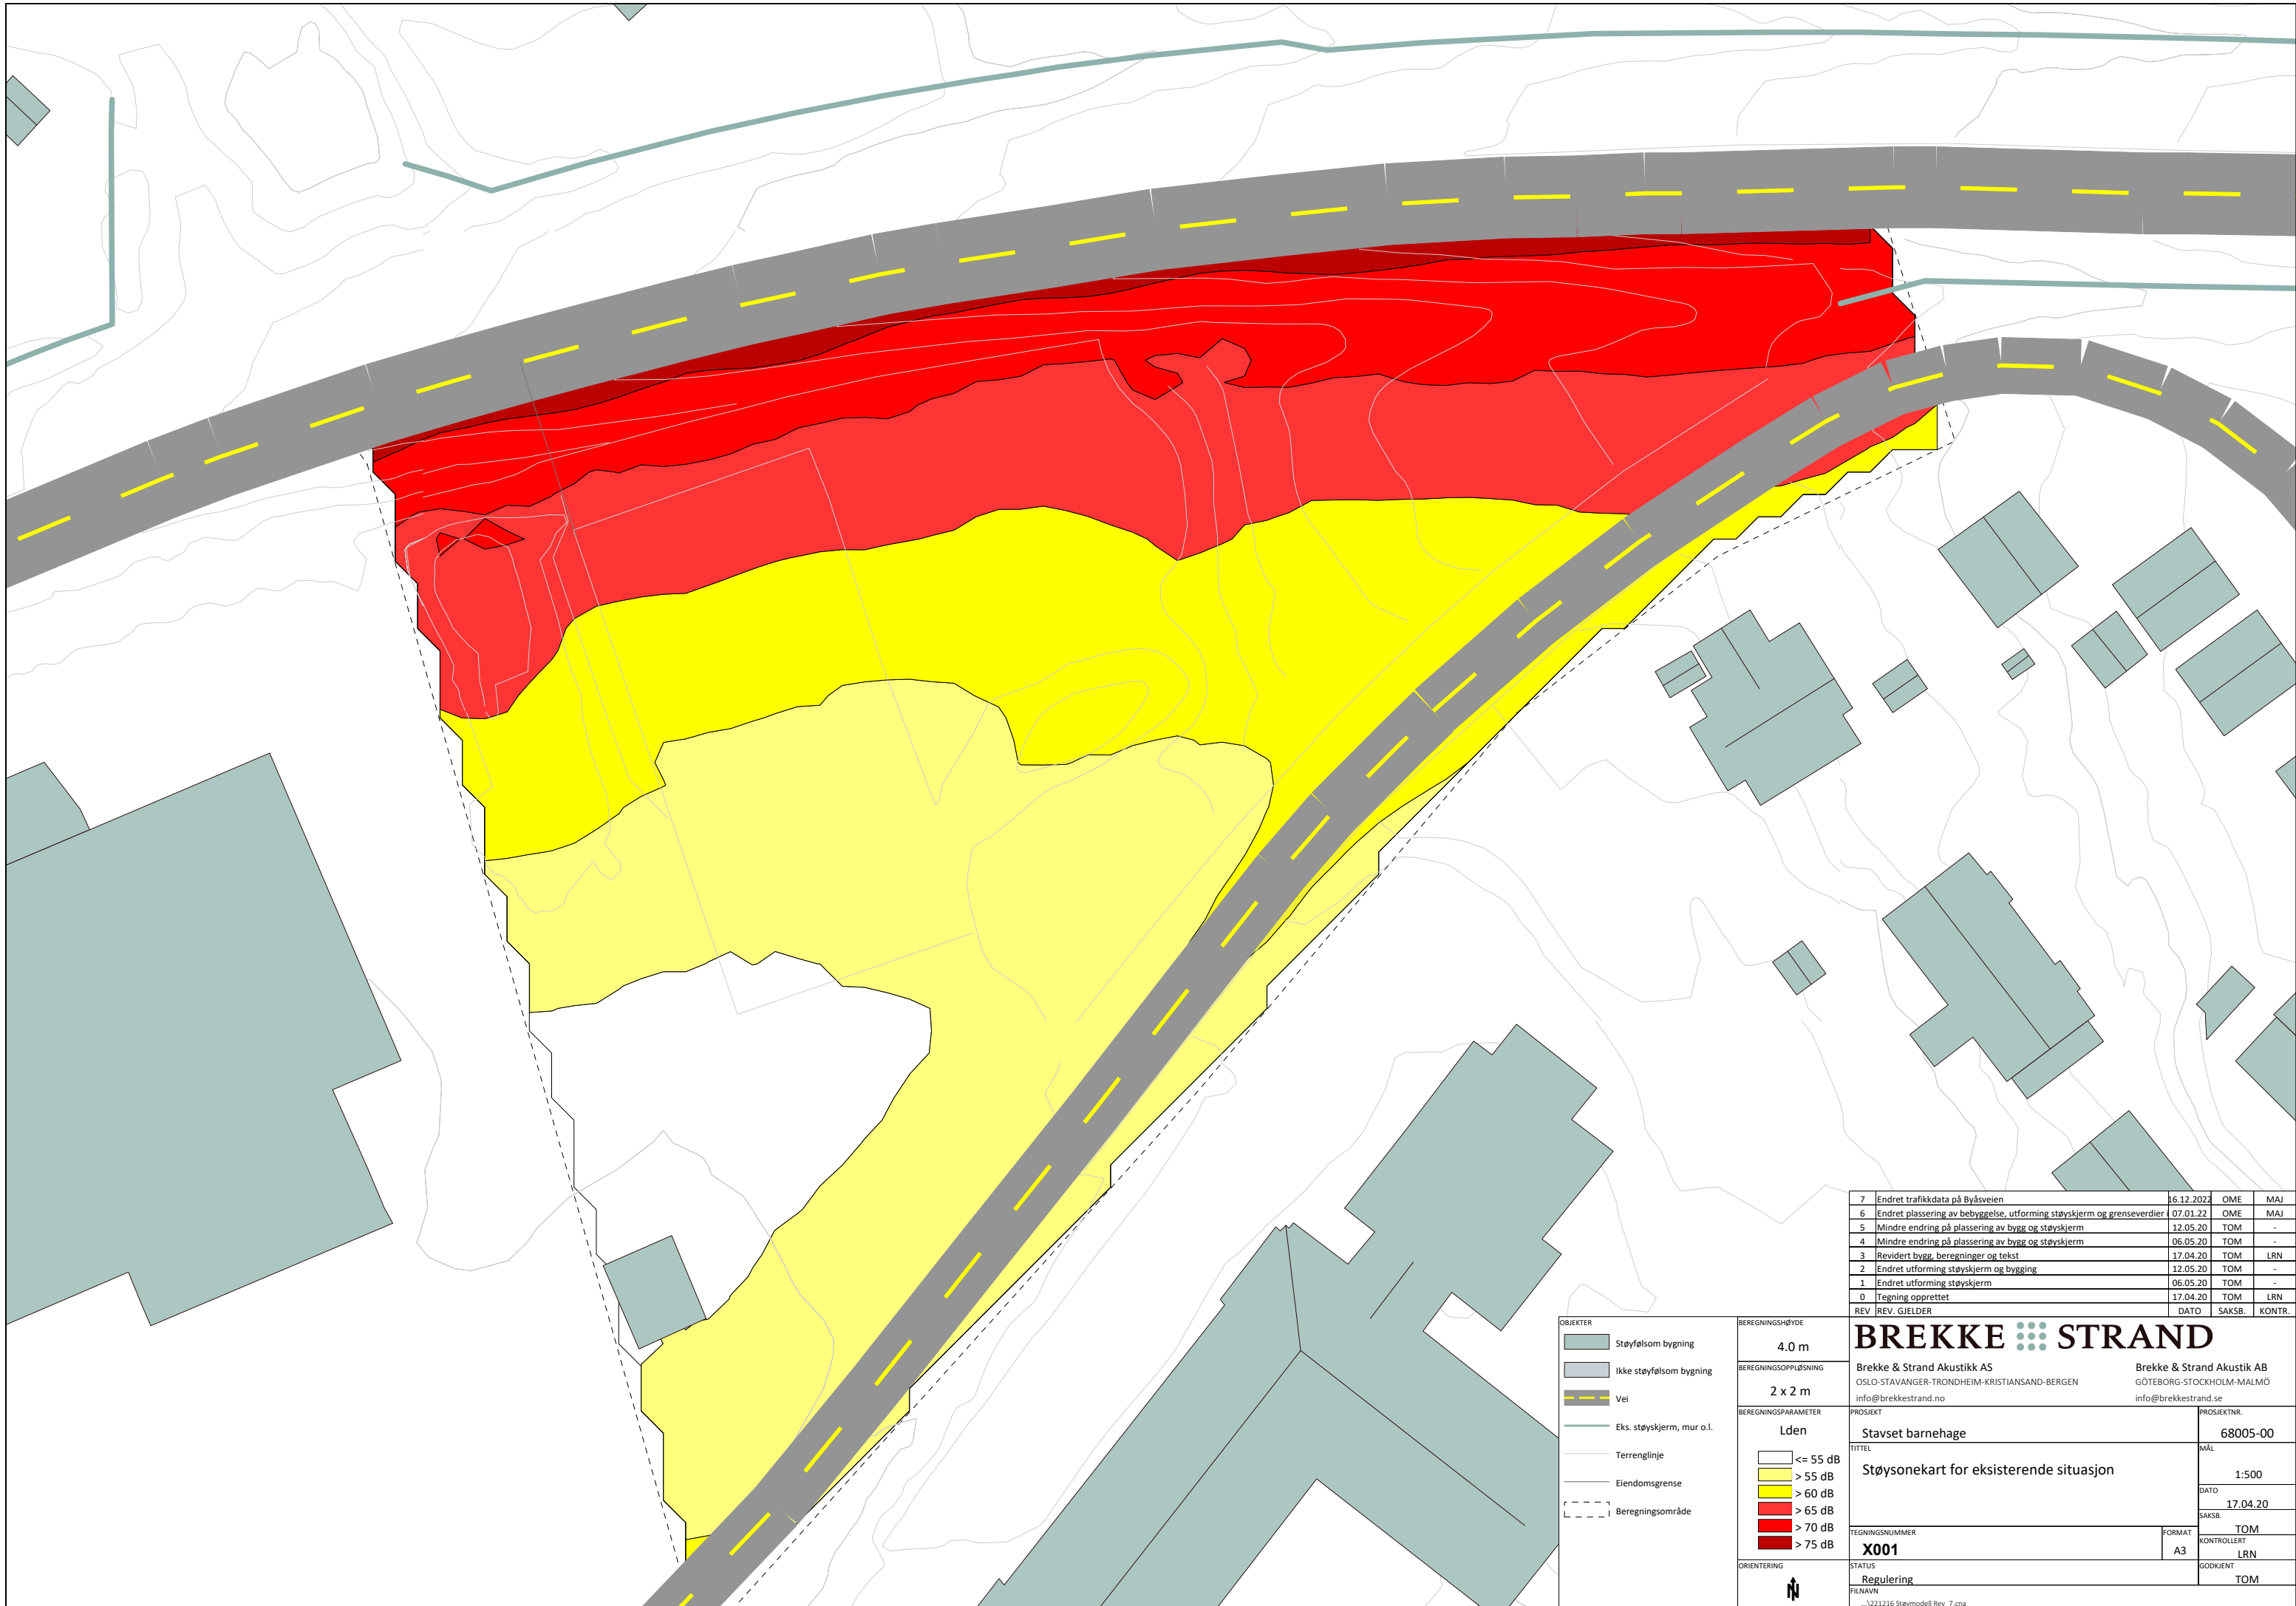 7 Endret trafikkdata på Byåsveien 16.12.2022 OME MAJ
6 Endret plassering av bebyggelse, utforming støyskjerm og grenseverdier i 07.01.22 OME MAJ
5 Mindre endring på plassering av bygg og støyskjerm 12.05.20 TOM -
4 Mindre endring på plassering av bygg og støyskjerm 06.05.20 TOM -
3 Revidert bygg, beregninger og tekst 17.04.20 TOM LRN
2 Endret utforming støyskjerm og bygging 12.05.20 TOM -
1 Endret utforming støyskjerm 06.05.20 TOM -
0 Tegning opprettet 17.04.20 TOM LRN
REV REV. GJELDER DATO SAKSB. KONTR.
OBJEKTER
Støyfølsom bygning
Ikke støyfølsom bygning
Vei
Eks. støyskjerm, mur o.l.
Terrenglinje
Eiendomsgrense
Beregningsområde
BEREGNINGSHØYDE
4.0 m
BEREGNINGSOPPLØSNING
2 x 2 m
BEREGNINGSPARAMETER
Lden
<= 55 dB
> 55 dB
> 60 dB
> 65 dB
> 70 dB
> 75 dB
ORIENTERING
N
BREKKE STRAND
Brekke & Strand Akustikk AS
OSLO-STAVANGER-TRONDHEIM-KRISTIANSAND-BERGEN
info@brekkestrand.no
Brekke & Strand Akustik AB
GÖTEBORG-STOCKHOLM-MALMÖ
info@brekkestrand.se
PROSJEKT
Stavset barnehage
PROSJEKTNR.
68005-00
TITTEL
Støysonekart for eksisterende situasjon
MÅL
1:500
DATO
17.04.20
SAKSB.
TOM
TEGNINGSNUMMER
X001
FORMAT
A3
KONTROLLERT
LRN
STATUS
Regulering
GODKJENT
TOM
FILNAVN
...\221216 Støymodell Rev_7.cna